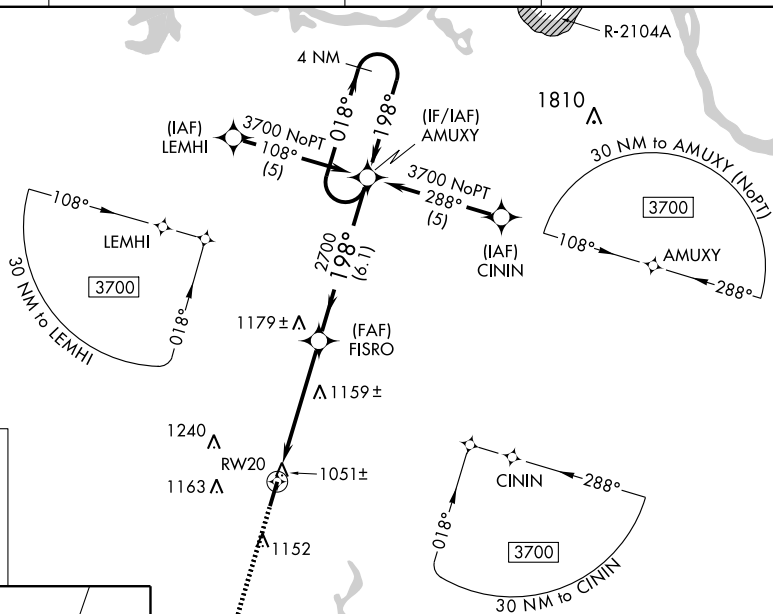 R-2104A
4 NM
1810
018°
198°
(IF/IAF)
AMUXY
(IAF)
LEMHI
3700 NoPT
108°
(5)
3700 NoPT
288°
(5)
(IAF)
CININ
30 NM to AMUXY (NoPT)
3700
108°
AMUXY
288°
108°
LEMHI
3700
018°
30 NM to LEMHI
2700
198°
(6.1)
1179±
(FAF)
FISRO
1159±
1240
RW20
1051±
1163
1152
CININ
288°
018°
3700
30 NM to CININ